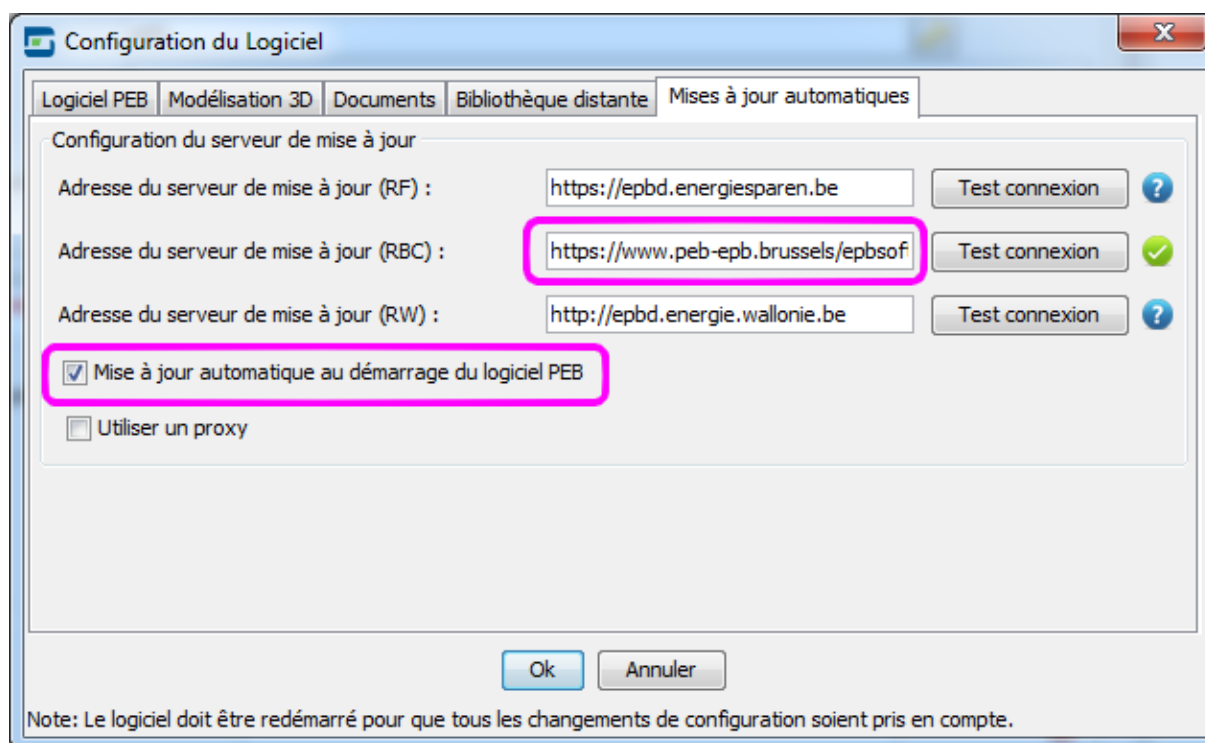 Configuration du Logiciel
Logiciel PEB Modélisation 3D Documents Bibliothèque distante Mises à jour automatiques
Configuration du serveur de mise à jour
Adresse du serveur de mise à jour (RF) : https://epbd.energiesparen.be Test connexion
Adresse du serveur de mise à jour (RBC) : https://www.peb-epb.brussels/epbsof Test connexion
Adresse du serveur de mise à jour (RW) : http://epbd.energie.wallonie.be Test connexion
Mise à jour automatique au démarrage du logiciel PEB
Utiliser un proxy
Ok Annuler
Note: Le logiciel doit être redémarré pour que tous les changements de configuration soient pris en compte.